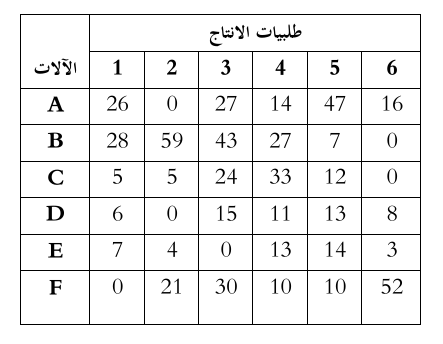 طلبيات الانتاج
الآلات 1 2 3 4 5 6
A 26 0 27 14 47 16
B 28 59 43 27 7 0
C 5 5 24 33 12 0
D 6 0 15 11 13 8
E 7 4 0 13 14 3
F 0 21 30 10 10 52